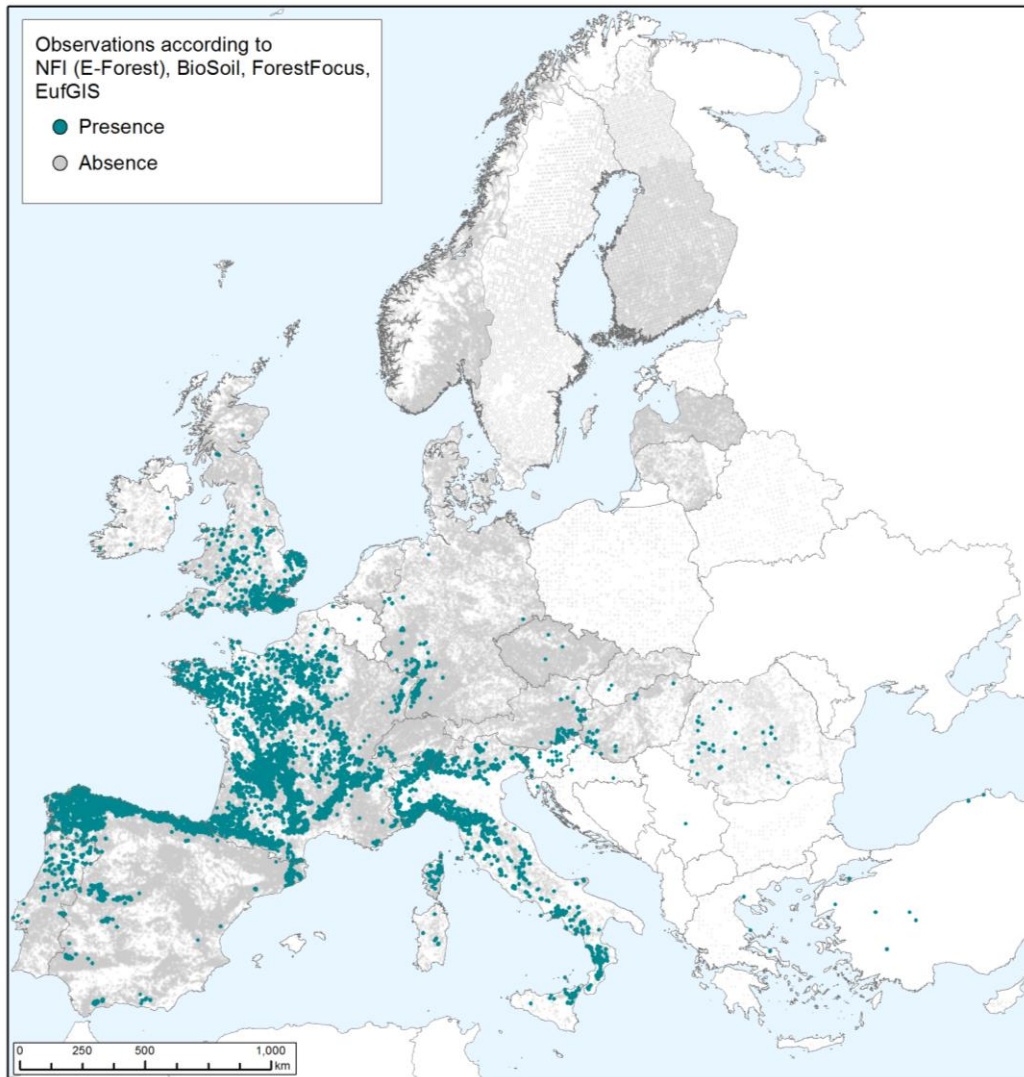 Observations according to
NFI (E-Forest), BioSoil, ForestFocus,
EufGIS
Presence
Absence
0 250 500 1,000
km